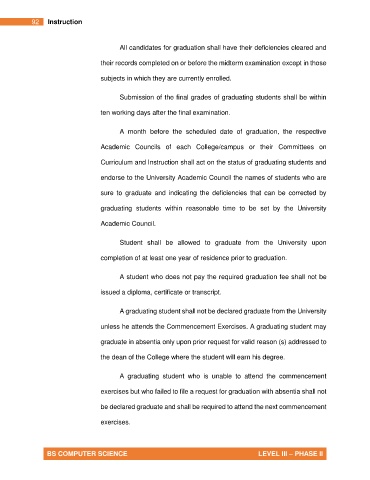 92 Instruction
All candidates for graduation shall have their deficiencies cleared and
their records completed on or before the midterm examination except in those
subjects in which they are currently enrolled.
Submission of the final grades of graduating students shall be within
ten working days after the final examination.
A month before the scheduled date of graduation, the respective
Academic Councils of each College/campus or their Committees on
Curriculum and Instruction shall act on the status of graduating students and
endorse to the University Academic Council the names of students who are
sure to graduate and indicating the deficiencies that can be corrected by
graduating students within reasonable time to be set by the University
Academic Council.
Student shall be allowed to graduate from the University upon
completion of at least one year of residence prior to graduation.
A student who does not pay the required graduation fee shall not be
issued a diploma, certificate or transcript.
A graduating student shall not be declared graduate from the University
unless he attends the Commencement Exercises. A graduating student may
graduate in absentia only upon prior request for valid reason (s) addressed to
the dean of the College where the student will earn his degree.
A graduating student who is unable to attend the commencement
exercises but who failed to file a request for graduation with absentia shall not
be declared graduate and shall be required to attend the next commencement
exercises.
BS COMPUTER SCIENCE LEVEL III – PHASE II